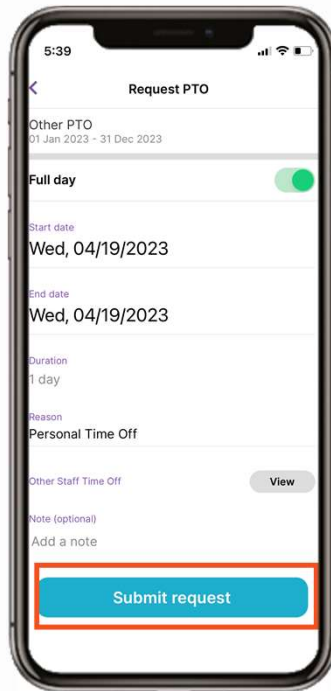 5:39
Request PTO
Other PTO
01 Jan 2023 - 31 Dec 2023
Full day
Start date
Wed, 04/19/2023
End date
Wed, 04/19/2023
Duration
1 day
Reason
Personal Time Off
Other Staff Time Off View
Note (optional)
Add a note
Submit request